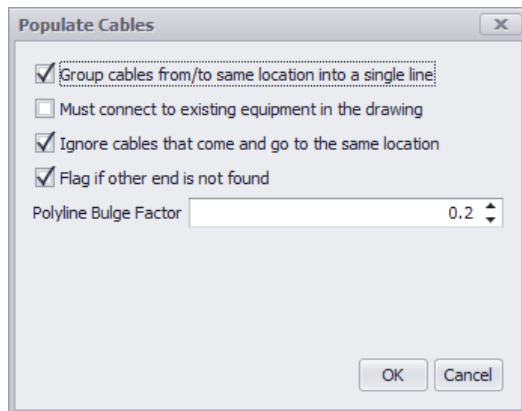 Populate Cables
Group cables from/to same location into a single line
Must connect to existing equipment in the drawing
Ignore cables that come and go to the same location
Flag if other end is not found
Polyline Bulge Factor 0.2
OK Cancel